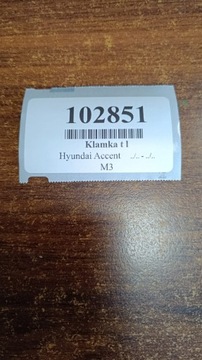 102851
Klamka t l
Hyundai Accent ../.. - ../..
M3